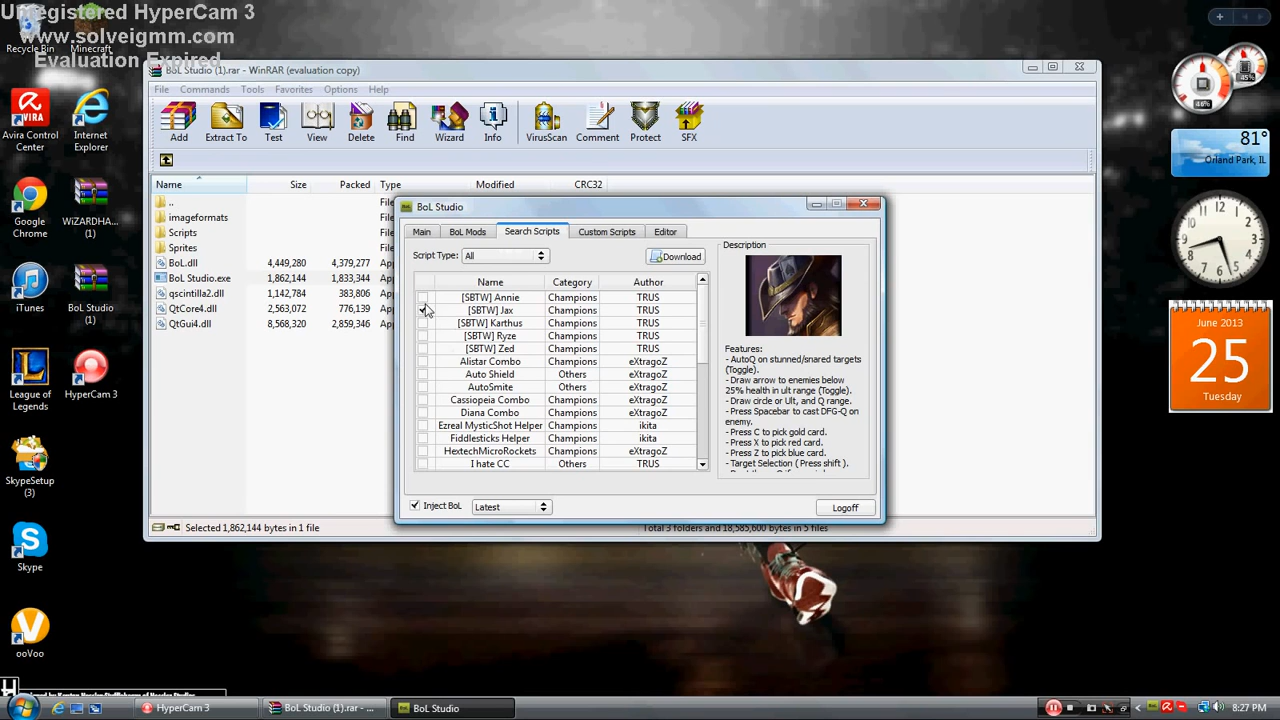 Unregistered HyperCam 3
www.solveigmm.com
Evaluation Expired
Recycle Bin
Minecraft
BoL Studio (1).rar - WinRAR (evaluation copy)
File Commands Tools Favorites Options Help
Add Extract To Test View Delete Find Wizard Info VirusScan Comment Protect SFX
Name Size Packed Type Modified CRC32
.. File
imageformats File
Scripts File
Sprites File
BoL.dll 4,449,280 4,379,277 App
BoL Studio.exe 1,862,144 1,833,344 App
qscintilla2.dll 1,142,784 383,806 App
QtCore4.dll 2,563,072 776,139 App
QtGui4.dll 8,568,320 2,859,346 App
Selected 1,862,144 bytes in 1 file
Total 3 folders and 18,585,600 bytes in 5 files
BoL Studio
Main BoL Mods Search Scripts Custom Scripts Editor
Script Type: All
Download
Name Category Author
[SBTW] Annie Champions TRUS
[SBTW] Jax Champions TRUS
[SBTW] Karthus Champions TRUS
[SBTW] Ryze Champions TRUS
[SBTW] Zed Champions TRUS
Alistar Combo Champions eXtragoZ
Auto Shield Others eXtragoZ
AutoSmite Others eXtragoZ
Cassiopeia Combo Champions eXtragoZ
Diana Combo Champions eXtragoZ
Ezreal MysticShot Helper Champions ikita
Fiddlesticks Helper Champions ikita
HextechMicroRockets Champions eXtragoZ
I hate CC Others TRUS
Description
Features:
- AutoQ on stunned/snared targets
(Toggle).
- Draw arrow to enemies below
25% health in ult range (Toggle).
- Draw circle or Ult, and Q range.
- Press Spacebar to cast DFG-Q on
enemy.
- Press C to pick gold card.
- Press X to pick red card.
- Press Z to pick blue card.
- Target Selection ( Press shift ).
Inject BoL
Latest
Logoff
Avira Control
Center
Internet
Explorer
Google
Chrome
WiZARDHA...
(1)
iTunes
BoL Studio
(1)
League of
Legends
HyperCam 3
SkypeSetup
(3)
Skype
ooVoo
46%
45%
81°
Orland Park, IL
June 2013
25
Tuesday
HyperCam 3
BoL Studio (1).rar - ...
BoL Studio
8:27 PM